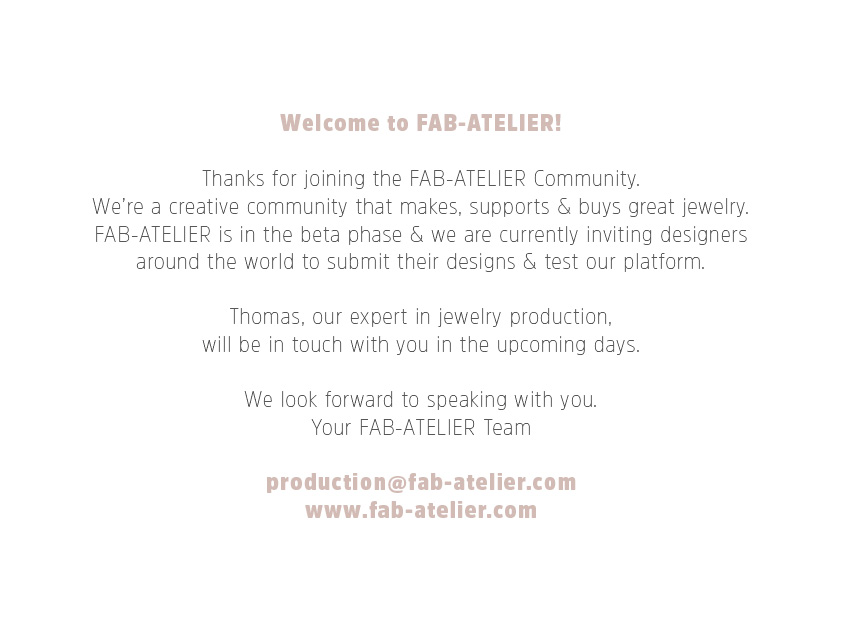 Welcome to FAB-ATELIER!
Thanks for joining the FAB-ATELIER Community.
We're a creative community that makes, supports & buys great jewelry.
FAB-ATELIER is in the beta phase & we are currently inviting designers
around the world to submit their designs & test our platform.
Thomas, our expert in jewelry production,
will be in touch with you in the upcoming days.
We look forward to speaking with you.
Your FAB-ATELIER Team
production@fab-atelier.com
www.fab-atelier.com